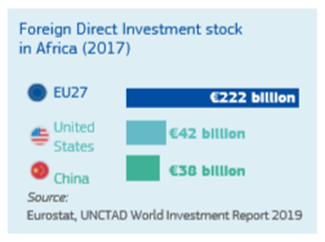 Foreign Direct Investment stock
in Africa (2017)
EU27
€222 billion
United
States
€42 billion
China
€38 billion
Source:
Eurostat, UNCTAD World Investment Report 2019